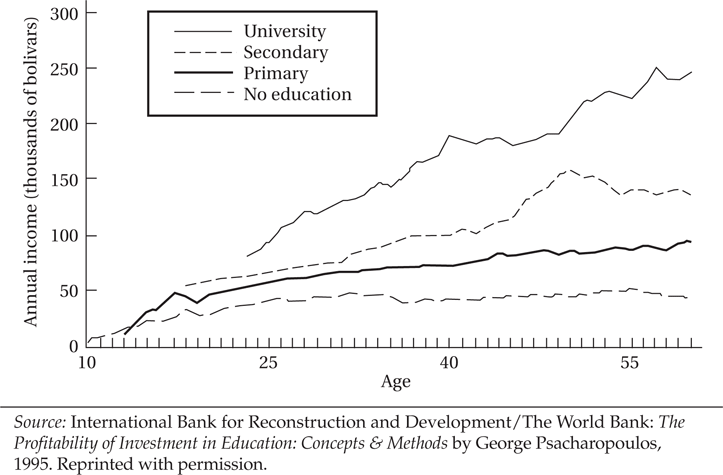 300
250
200
150
100
50
0
Annual income (thousands of bolivars)
University
Secondary
Primary
No education
10
25
40
55
Age
Source: International Bank for Reconstruction and Development/The World Bank: The
Profitability of Investment in Education: Concepts & Methods by George Psacharopoulos,
1995. Reprinted with permission.